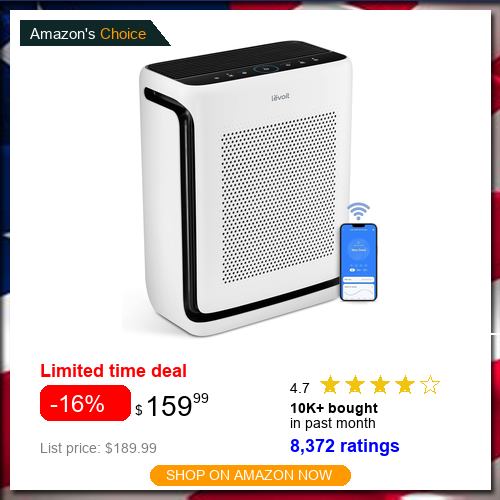 Amazon's Choice
levoit
Limited time deal
-16%
$ 159 99
List price: $189.99
4.7
10K+ bought
in past month
8,372 ratings
SHOP ON AMAZON NOW